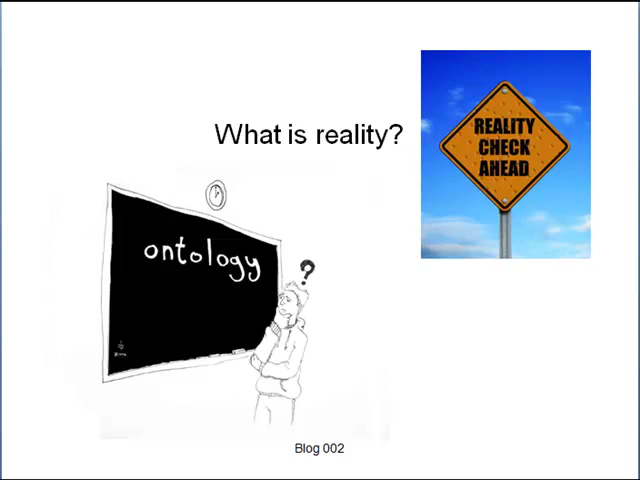 What is reality?
REALITY
CHECK
AHEAD
ontology
?
Blog 002